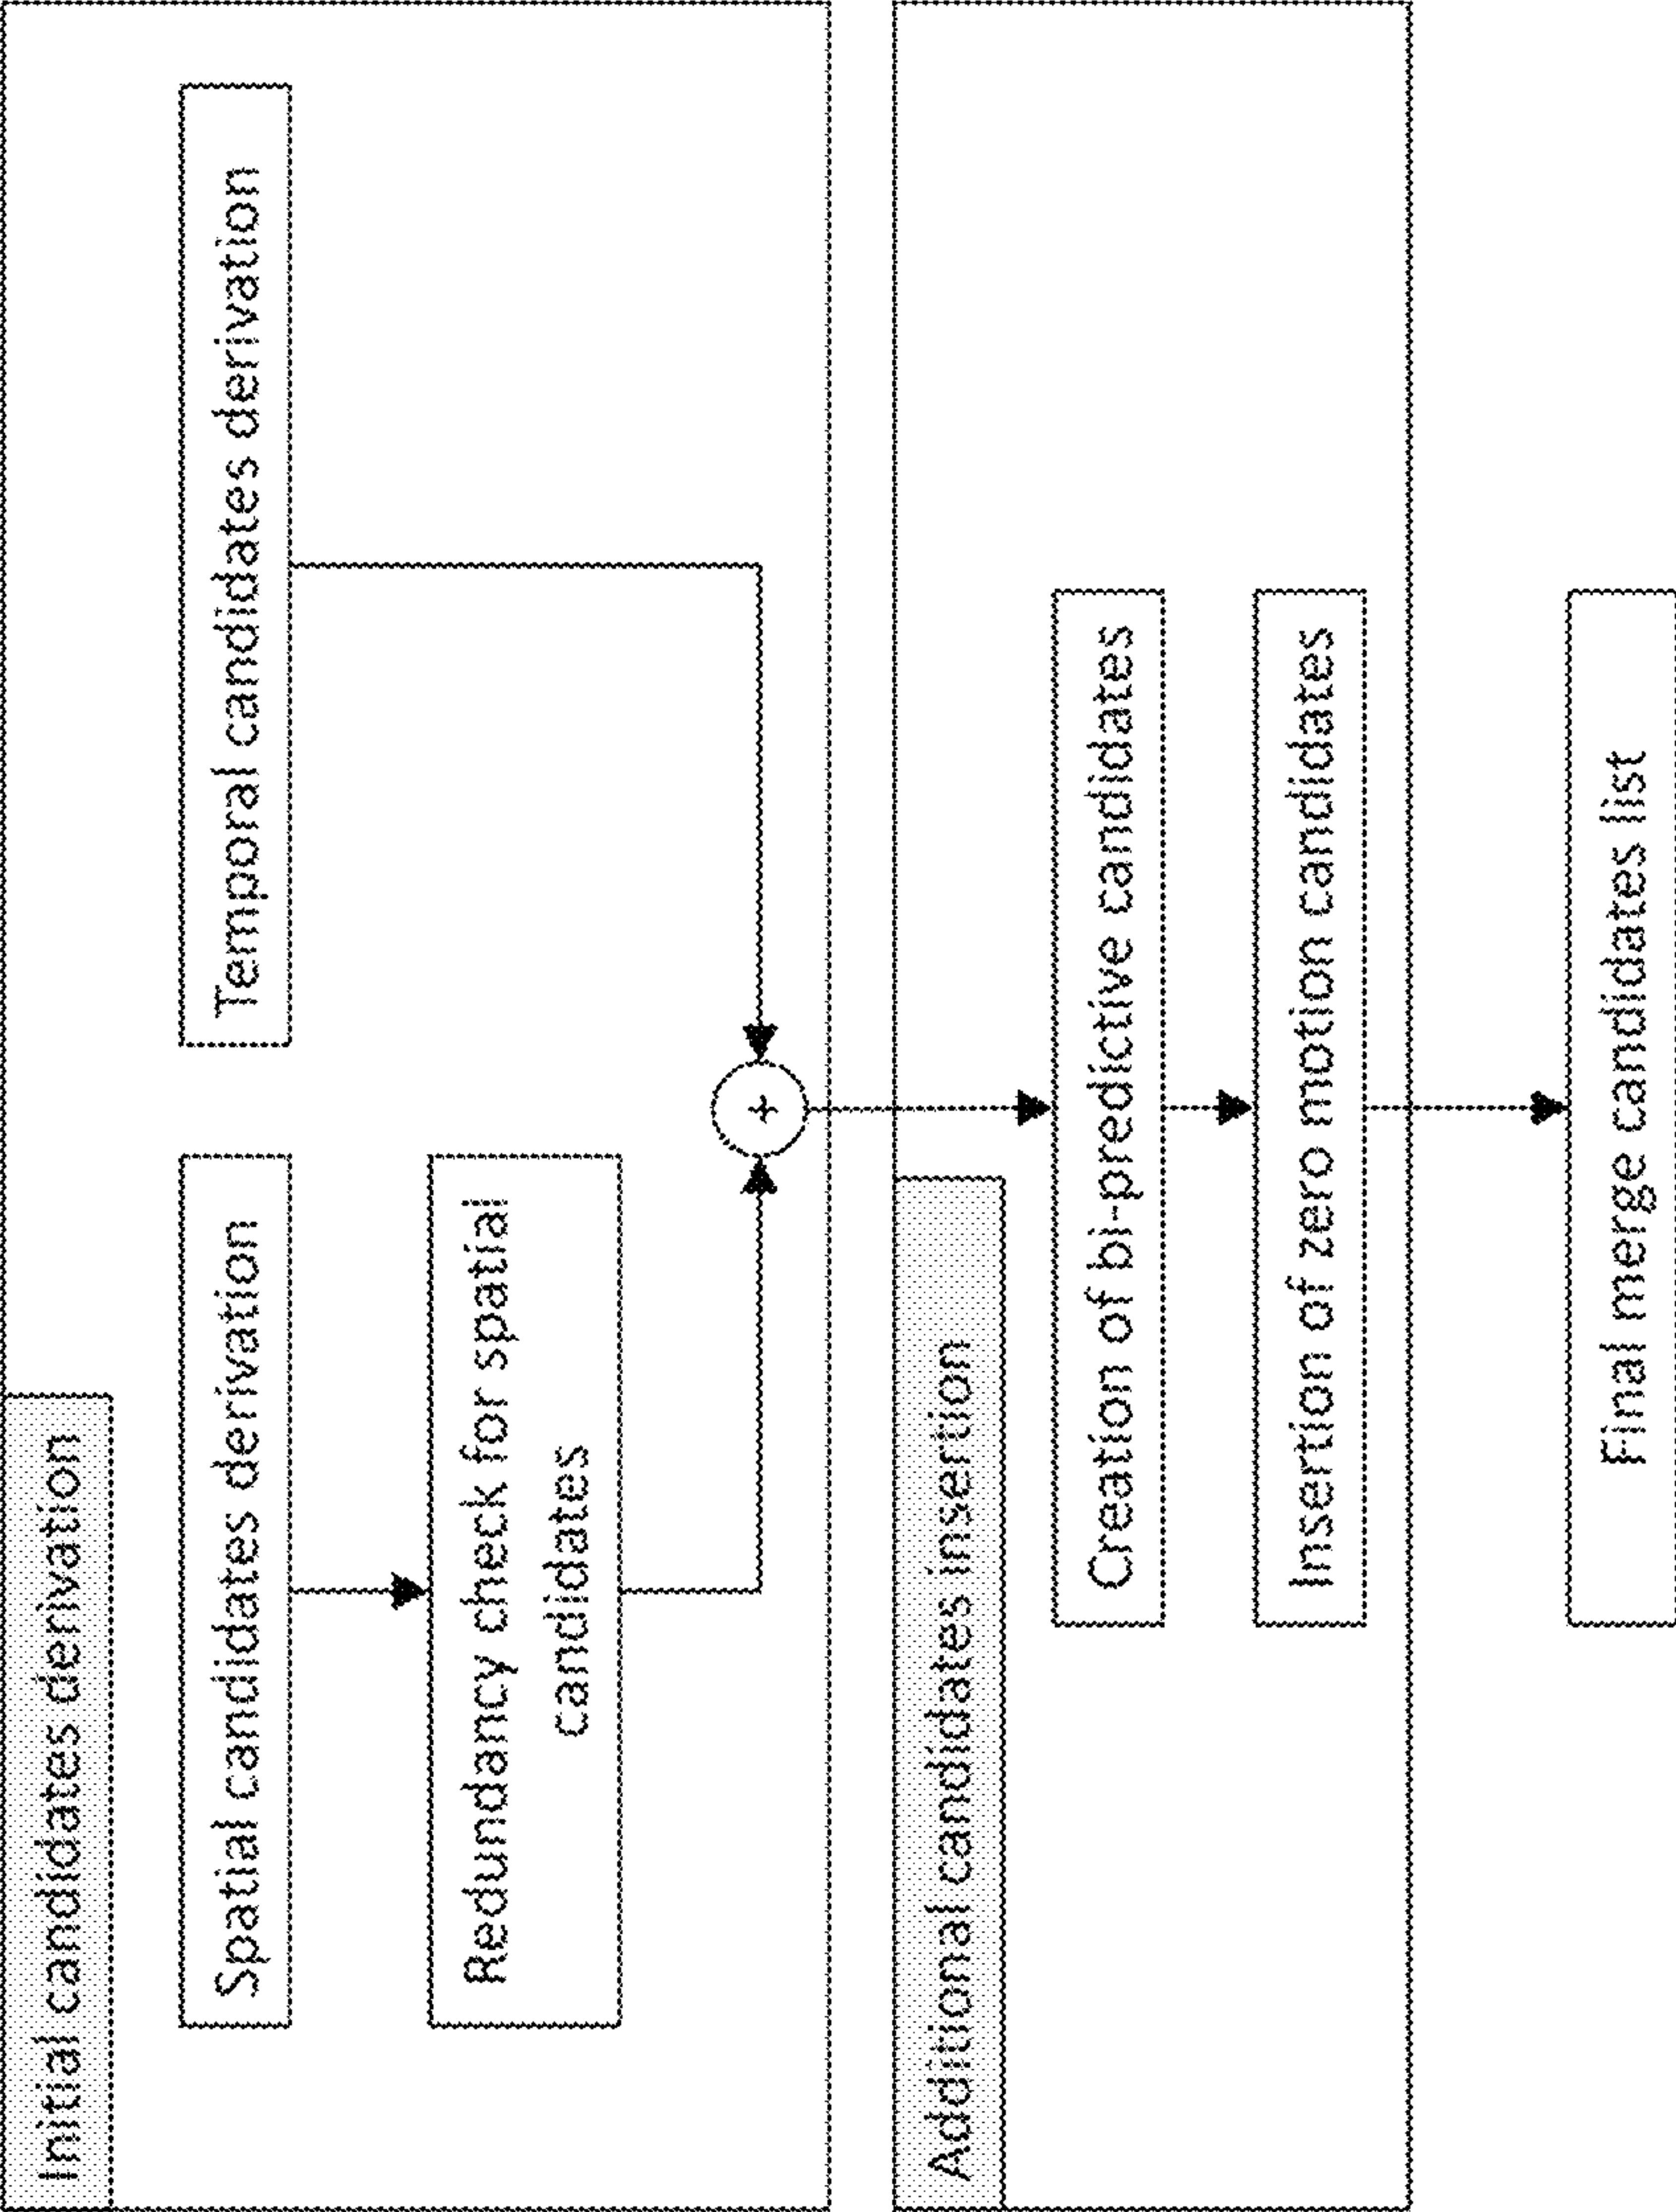 Initial candidates derivation
Spatial candidates derivation
Temporal candidates derivation
Redundancy check for spatial
candidates
+
Additional candidates insertion
Creation of bi-predictive candidates
Insertion of zero motion candidates
Final merge candidates list